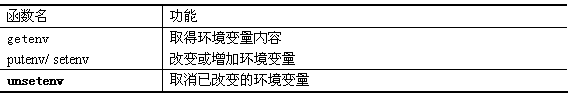 函数名 功能
getenv 取得环境变量内容
putenv/ setenv 改变或增加环境变量
unsetenv 取消已改变的环境变量